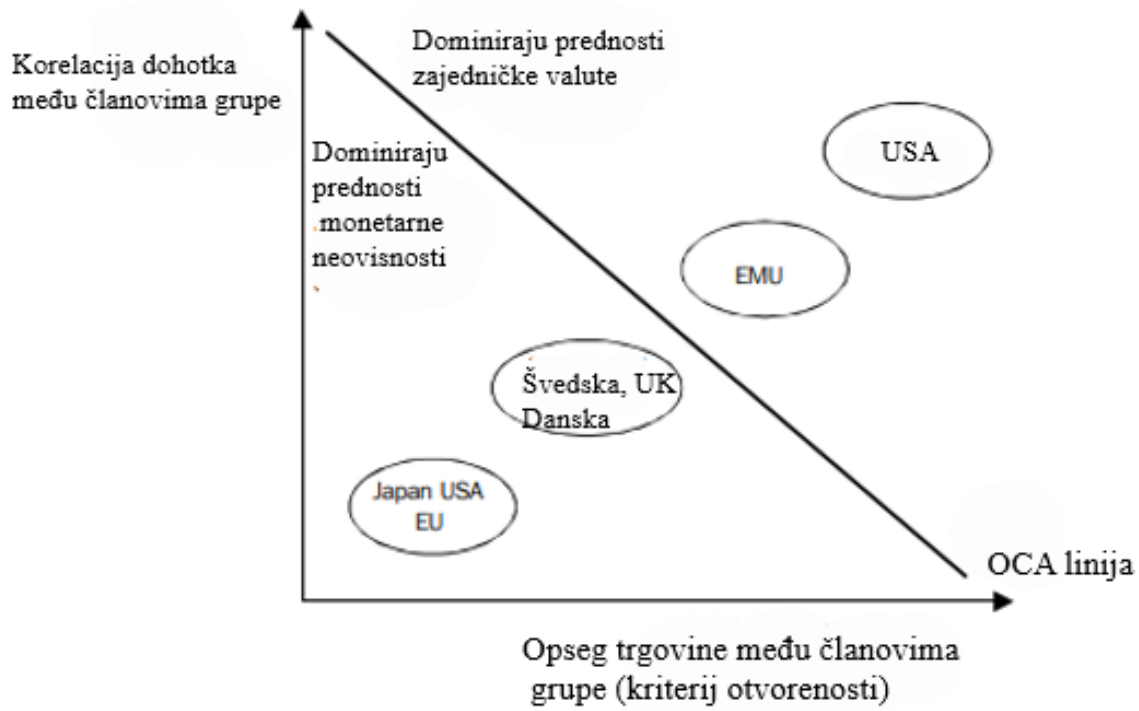 Korelacija dohotka
među članovima grupe
Dominiraju prednosti
zajedničke valute
Dominiraju
prednosti
monetarne
neovisnosti
USA
EMU
Švedska, UK
Danska
Japan USA
EU
OCA linija
Opseg trgovine među članovima
grupe (kriterij otvorenosti)